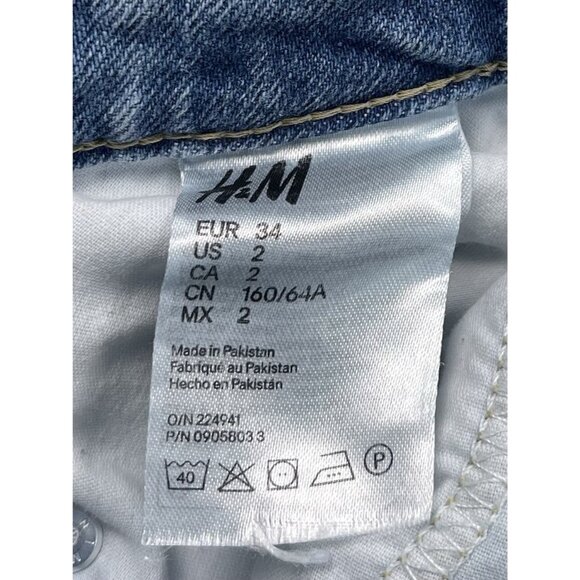 H&M
EUR 34
US 2
CA 2
CN 160/64A
MX 2
Made in Pakistan
Fabriqué au Pakistan
Hecho en Pakistán
O/N 224941
P/N 0905803 3
40
P